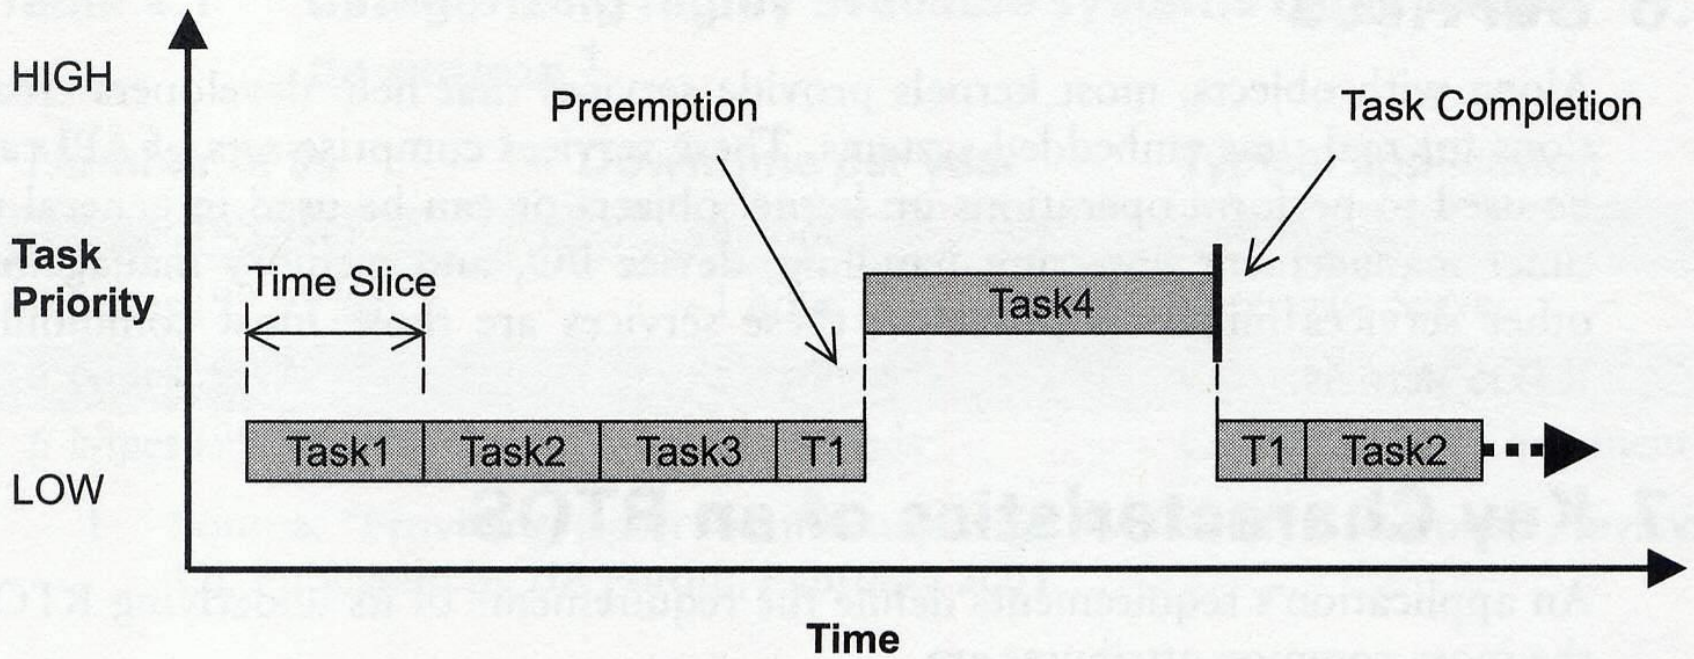 HIGH
Preemption
Task Completion
Task
Priority
Time Slice
Task4
Task1
Task2
Task3
T1
T1
Task2
LOW
Time